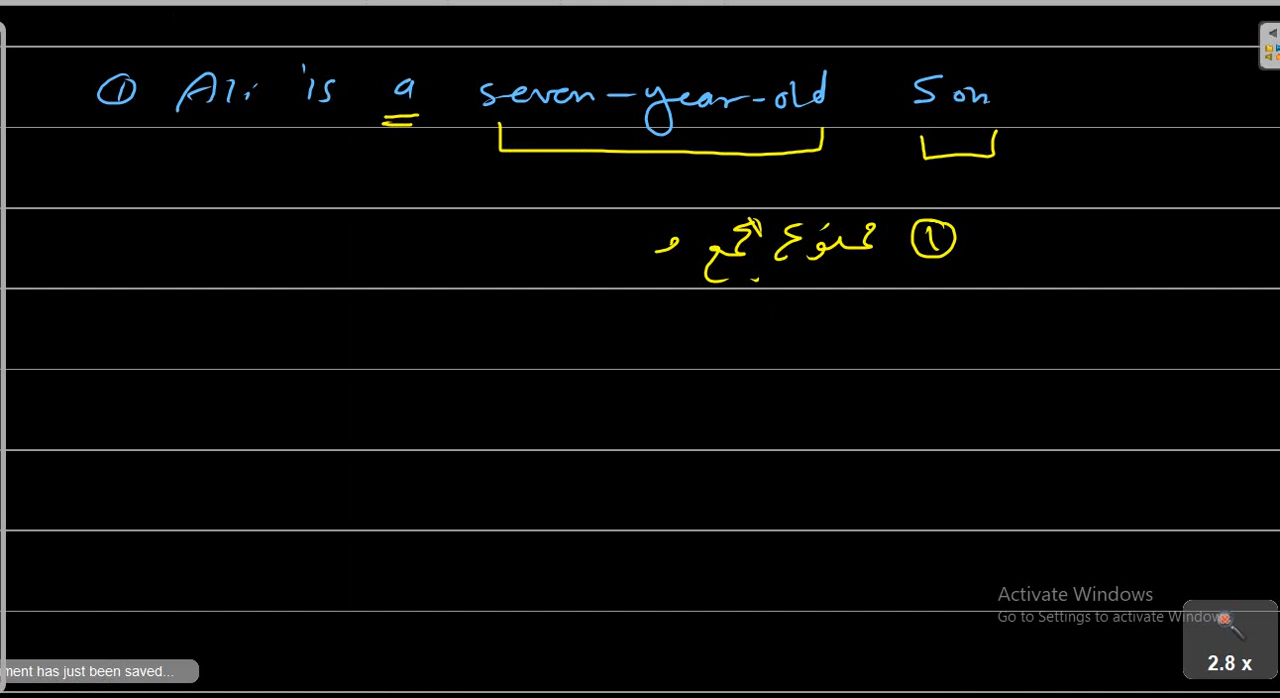 ① Ali is a seven-year-old Son
① ممنوع الجمع و
Activate Windows
Go to Settings to activate Windows
ment has just been saved...
2.8 x